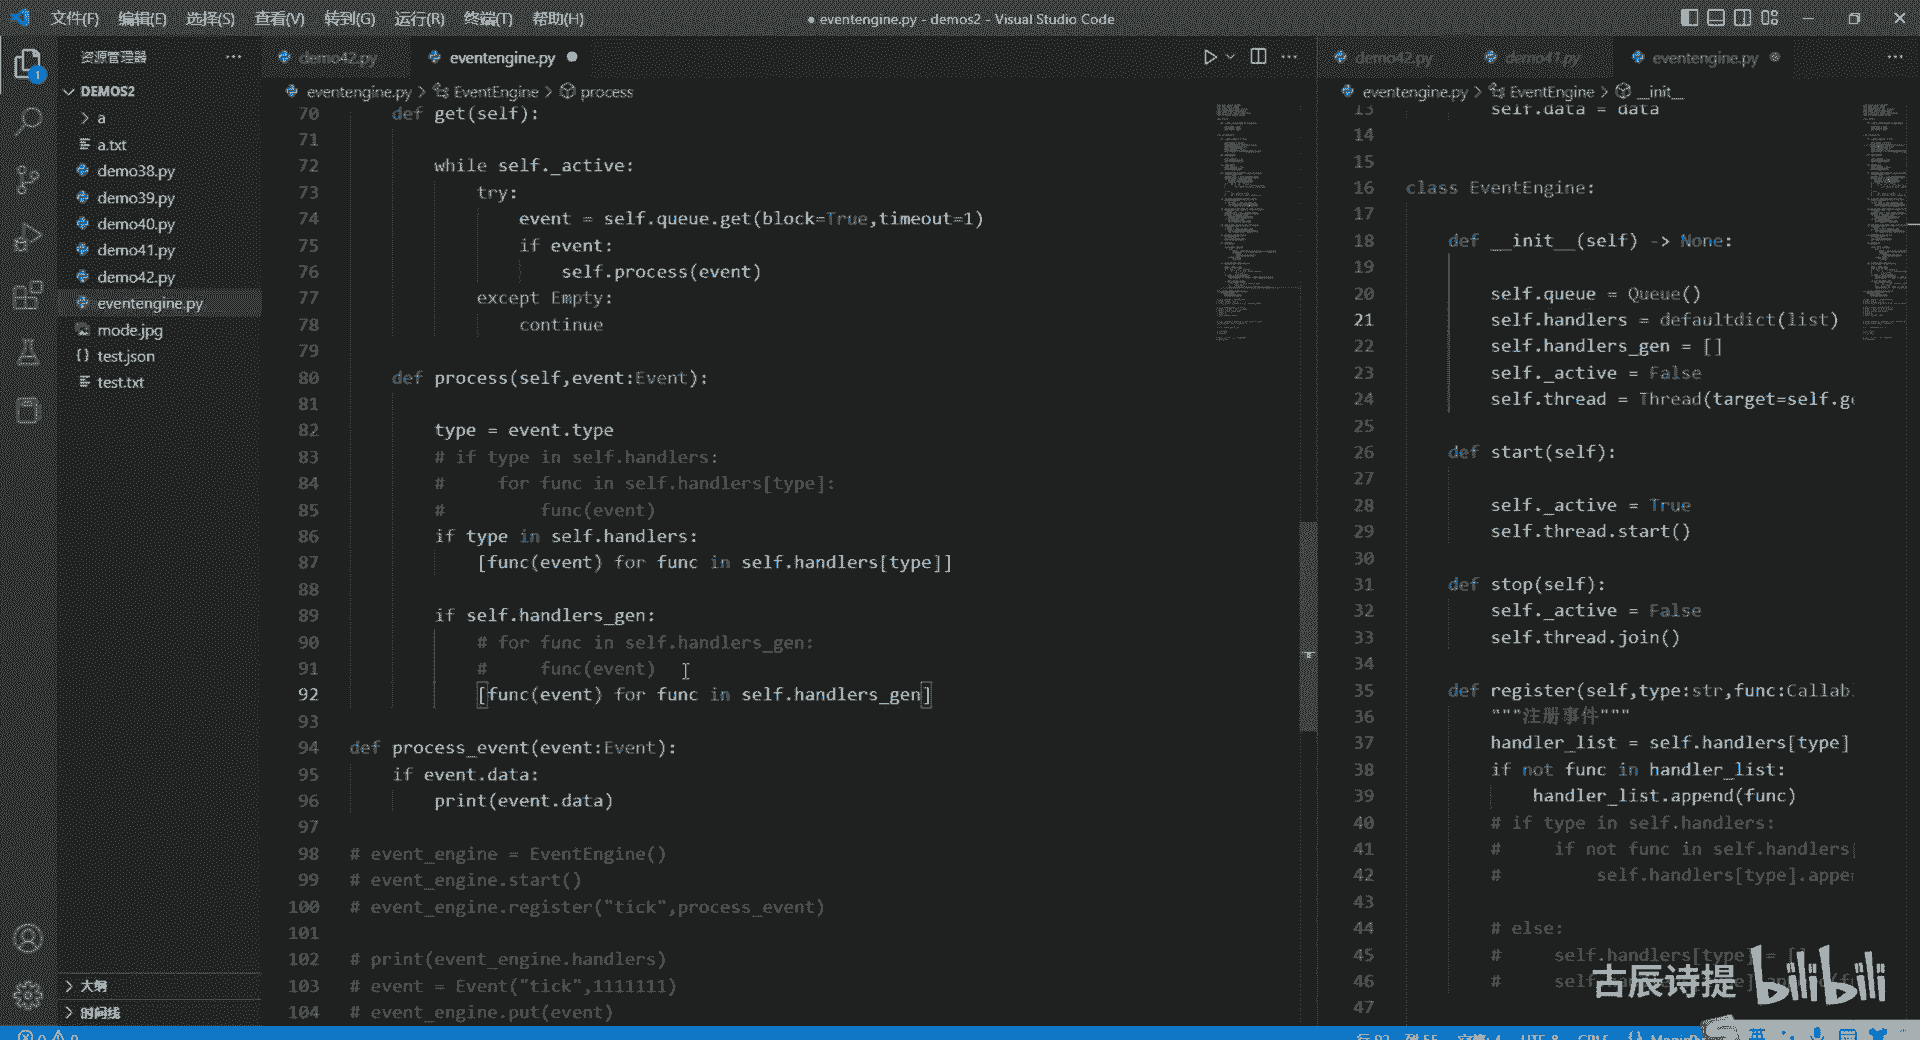 文件(F) 编辑(E) 选择(S) 查看(V) 转到(G) 运行(R) 终端(T) 帮助(H)
● eventengine.py - demos2 - Visual Studio Code
资源管理器
DEMOS2
a
a.txt
demo38.py
demo39.py
demo40.py
demo41.py
demo42.py
eventengine.py
mode.jpg
test.json
test.txt
大纲
时间线
1
demo42.py eventengine.py
eventengine.py > EventEngine > process
70 def get(self):
71
72 while self._active:
73 try:
74 event = self.queue.get(block=True,timeout=1)
75 if event:
76 self.process(event)
77 except Empty:
78 continue
79
80 def process(self,event:Event):
81
82 type = event.type
83 # if type in self.handlers:
84 # for func in self.handlers[type]:
85 # func(event)
86 if type in self.handlers:
87 [func(event) for func in self.handlers[type]]
88
89 if self.handlers_gen:
90 # for func in self.handlers_gen:
91 # func(event)
92 [func(event) for func in self.handlers_gen]
93
94 def process_event(event:Event):
95 if event.data:
96 print(event.data)
97
98 # event_engine = EventEngine()
99 # event_engine.start()
100 # event_engine.register("tick",process_event)
101
102 # print(event_engine.handlers)
103 # event = Event("tick",1111111)
104 # event_engine.put(event)
demo42.py demo41.py eventengine.py
eventengine.py > EventEngine > __init__
13 self.data = data
14
15
16 class EventEngine:
17
18 def __init__(self) -> None:
19
20 self.queue = Queue()
21 self.handlers = defaultdict(list)
22 self.handlers_gen = []
23 self._active = False
24 self.thread = Thread(target=self.ge
25
26 def start(self):
27
28 self._active = True
29 self.thread.start()
30
31 def stop(self):
32 self._active = False
33 self.thread.join()
34
35 def register(self,type:str,func:Callab
36 """注册事件"""
37 handler_list = self.handlers[type]
38 if not func in handler_list:
39 handler_list.append(func)
40 # if type in self.handlers:
41 # if not func in self.handlers[
42 # self.handlers[type].appe
43
44 # else:
45 # self.handlers[type] = [
46 #
47
古辰诗提 bilibili